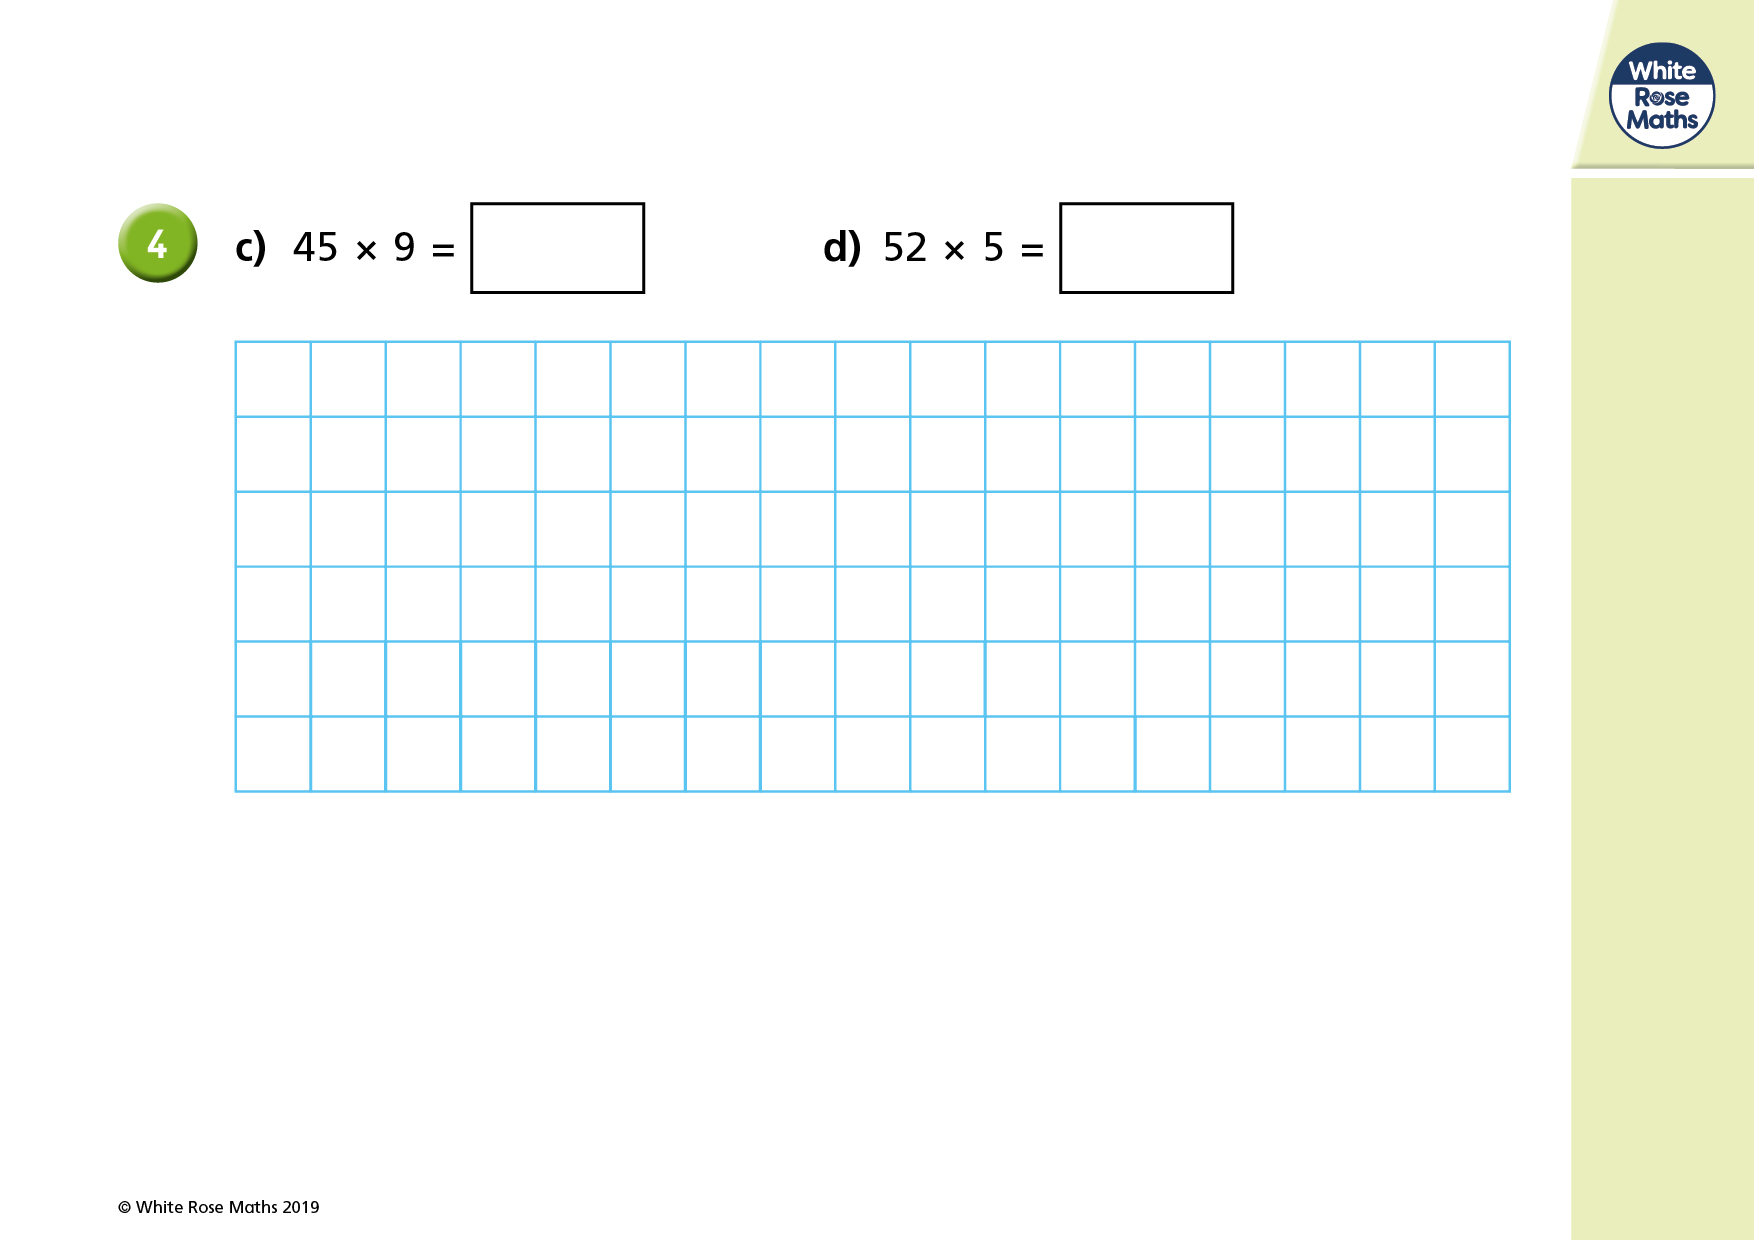 White
Rose
Maths
4 c) 45 × 9 = d) 52 × 5 =
© White Rose Maths 2019